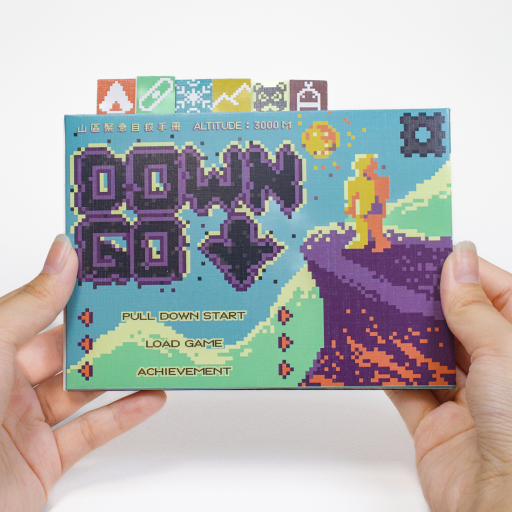 山區緊急自救手冊 ALTITUDE : 3000 M
DOWN
GO
PULL DOWN START
LOAD GAME
ACHIEVEMENT